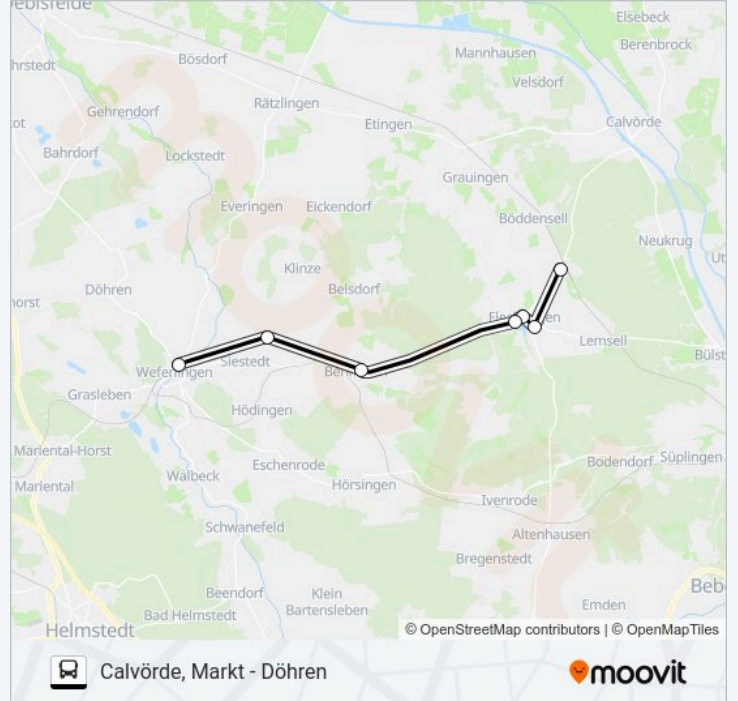 Elsebeck
Berenbrock
Bösdorf
Mannhausen
Velsdorf
Rätzlingen
Gehrendorf
Etingen
Calvörde
Bahrdorf
Lockstedt
Grauingen
Everingen
Eickendorf
Böddensell
Neukrug
Klinze
Belsdorf
Döhren
Lemsell
Siestedt
Weferlingen
Grasleben
Hödingen
Mariental-Horst
Eschenrode
Bodendorf
Süplingen
Walbeck
Hörsingen
Mariental
Ivenrode
Schwanefeld
Altenhausen
Bregenstedt
Beendorf
Klein
Bartensleben
Emden
Bad Helmstedt
Helmstedt
© OpenStreetMap contributors | © OpenMapTiles
Calvörde, Markt - Döhren
moovit